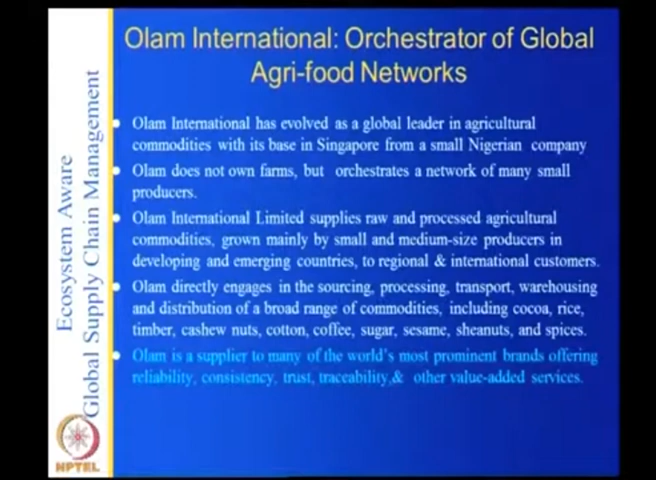 Olam International: Orchestrator of Global
Agri-food Networks
Olam International has evolved as a global leader in agricultural
commodities with its base in Singapore from a small Nigerian company
Olam does not own farms, but orchestrates a network of many small
producers.
Olam International Limited supplies raw and processed agricultural
commodities, grown mainly by small and medium-size producers in
developing and emerging countries, to regional & international customers.
Olam directly engages in the sourcing, processing, transport, warehousing
and distribution of a broad range of commodities, including cocoa, rice,
timber, cashew nuts, cotton, coffee, sugar, sesame, sheanuts, and spices.
Olam is a supplier to many of the world's most prominent brands offering
reliability, consistency, trust, traceability,& other value-added services.
Ecosystem Aware
Global Supply Chain Management
NPTEL